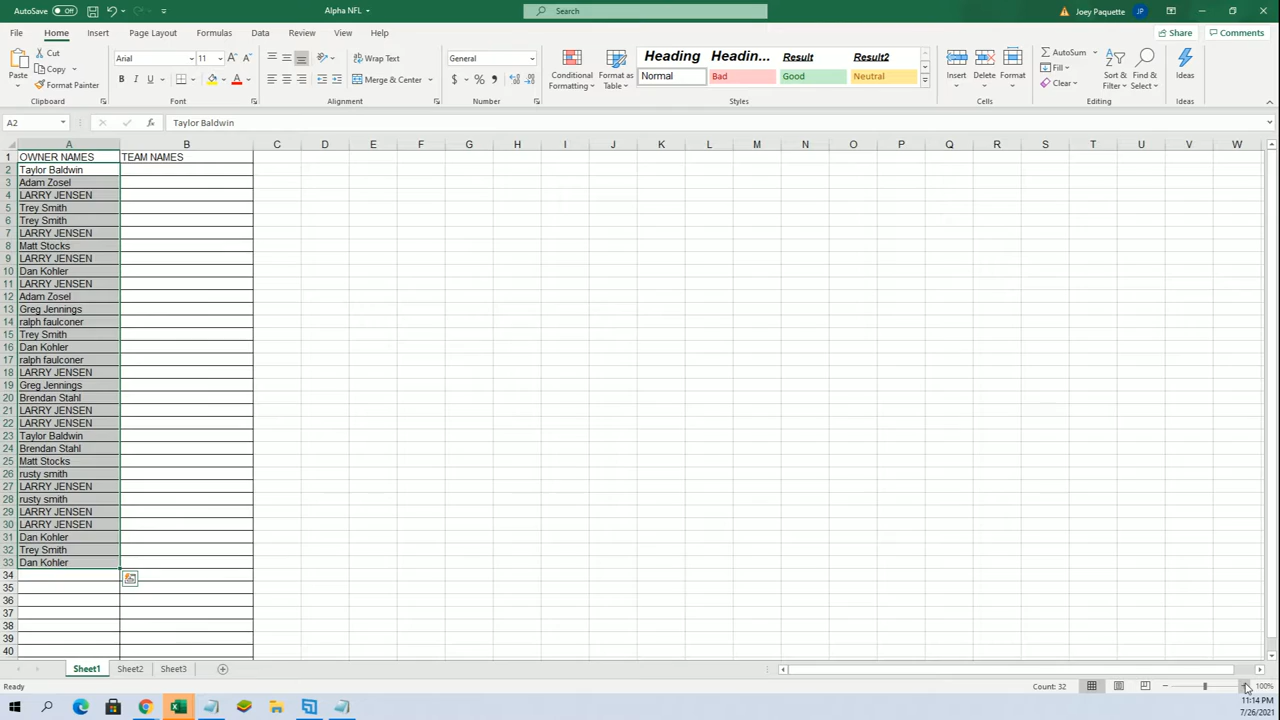 AutoSave Off Alpha NFL Search Joey Paquette JP
File Home Insert Page Layout Formulas Data Review View Help Share Comments
Paste Cut Copy Format Painter Clipboard
Arial 11 B I U Font
Wrap Text Merge & Center Alignment
General $ % Number
Conditional Formatting Format as Table
Heading Headin... Result Result2
Normal Bad Good Neutral
Styles
Insert Delete Format Cells
AutoSum Fill Clear Sort & Filter Find & Select Editing
Ideas Ideas
A2 fx Taylor Baldwin
A B C D E F G H I J K L M N O P Q R S T U V W
1 OWNER NAMES TEAM NAMES
2 Taylor Baldwin
3 Adam Zosel
4 LARRY JENSEN
5 Trey Smith
6 Trey Smith
7 LARRY JENSEN
8 Matt Stocks
9 LARRY JENSEN
10 Dan Kohler
11 LARRY JENSEN
12 Adam Zosel
13 Greg Jennings
14 ralph faulconer
15 Trey Smith
16 Dan Kohler
17 ralph faulconer
18 LARRY JENSEN
19 Greg Jennings
20 Brendan Stahl
21 LARRY JENSEN
22 LARRY JENSEN
23 Taylor Baldwin
24 Brendan Stahl
25 Matt Stocks
26 rusty smith
27 LARRY JENSEN
28 rusty smith
29 LARRY JENSEN
30 LARRY JENSEN
31 Dan Kohler
32 Trey Smith
33 Dan Kohler
34
35
36
37
38
39
40
Sheet1 Sheet2 Sheet3
Ready Count: 32 100%
11:14 PM
7/26/2021